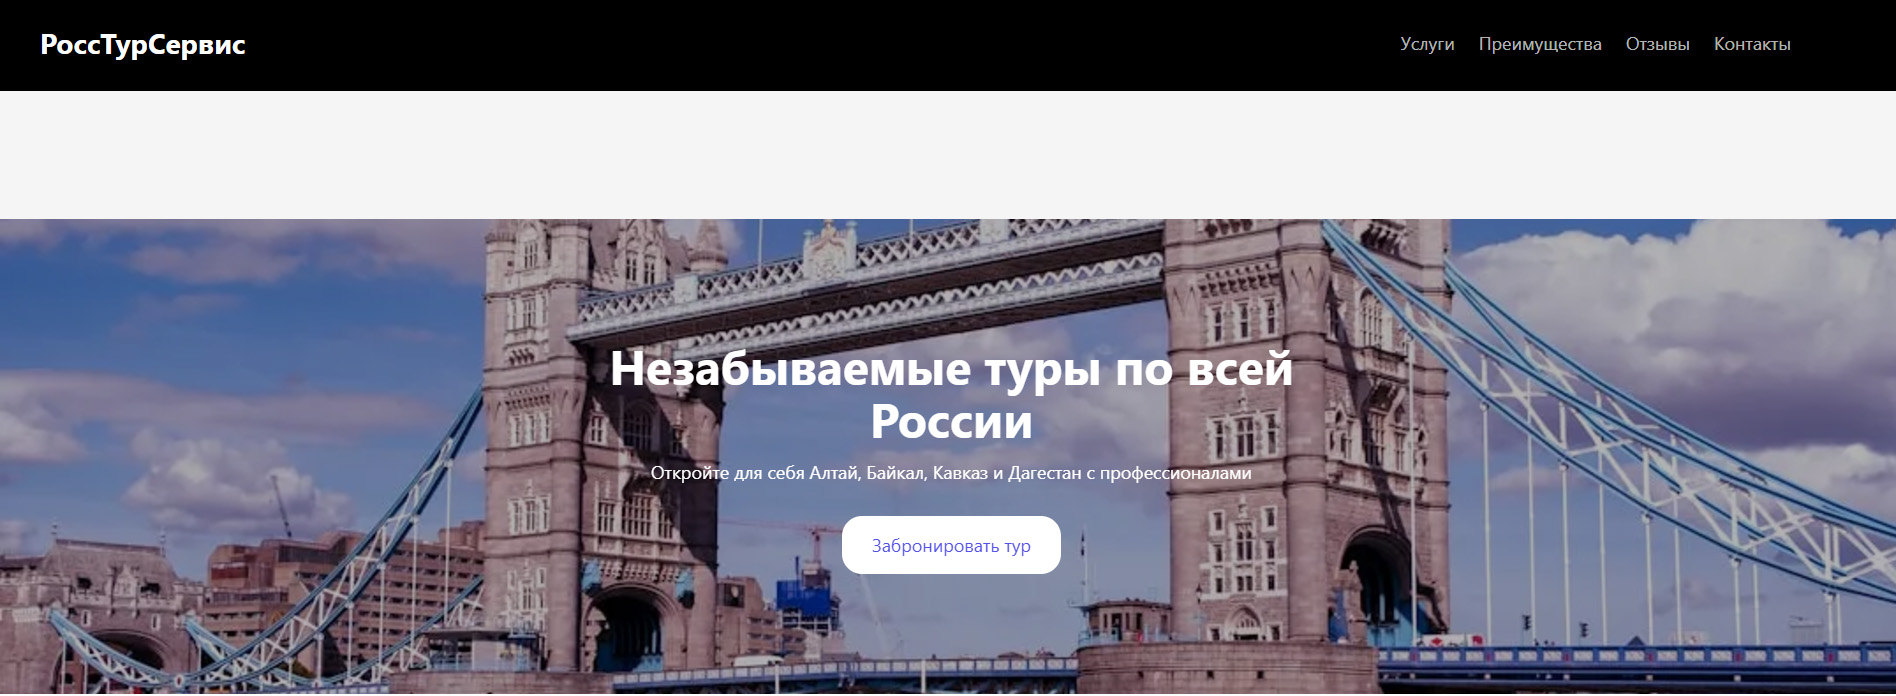 РоссТурСервис
Услуги Преимущества Отзывы Контакты
Незабываемые туры по всей
России
Откройте для себя Алтай, Байкал, Кавказ и Дагестан с профессионалами
Забронировать тур